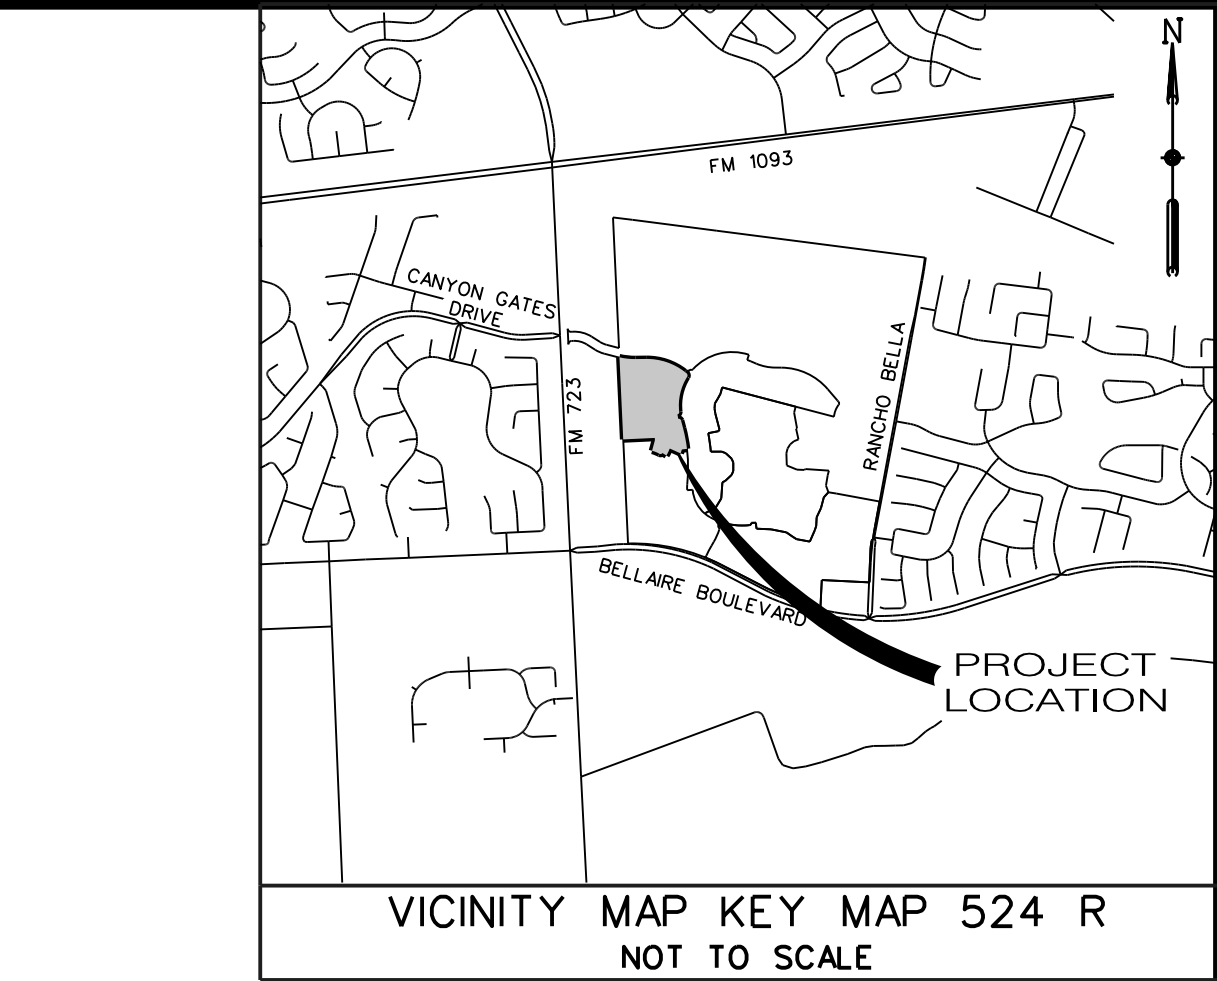 N
FM 1093
CANYON GATES
DRIVE
RANCHO BELLA
FM 723
BELLAIRE BOULEVARD
PROJECT
LOCATION
VICINITY MAP KEY MAP 524 R
NOT TO SCALE